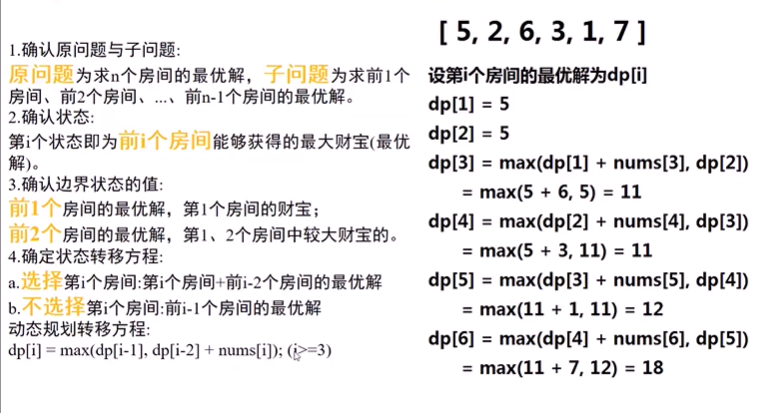 1.确认原问题与子问题:
原问题为求n个房间的最优解，子问题为求前1个
房间、前2个房间、...、前n-1个房间的最优解。
2.确认状态:
第i个状态即为前i个房间能够获得的最大财宝(最优
解)。
3.确认边界状态的值:
前1个房间的最优解，第1个房间的财宝；
前2个房间的最优解，第1、2个房间中较大财宝的。
4.确定状态转移方程:
a.选择第i个房间:第i个房间+前i-2个房间的最优解
b.不选择第i个房间:前i-1个房间的最优解
动态规划转移方程:
dp[i] = max(dp[i-1], dp[i-2] + nums[i]); (i>=3)
[ 5, 2, 6, 3, 1, 7 ]
设第i个房间的最优解为dp[i]
dp[1] = 5
dp[2] = 5
dp[3] = max(dp[1] + nums[3], dp[2])
= max(5 + 6, 5) = 11
dp[4] = max(dp[2] + nums[4], dp[3])
= max(5 + 3, 11) = 11
dp[5] = max(dp[3] + nums[5], dp[4])
= max(11 + 1, 11) = 12
dp[6] = max(dp[4] + nums[6], dp[5])
= max(11 + 7, 12) = 18